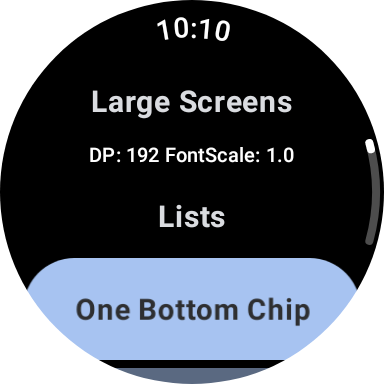 10:10
Large Screens
DP: 192 FontScale: 1.0
Lists
One Bottom Chip